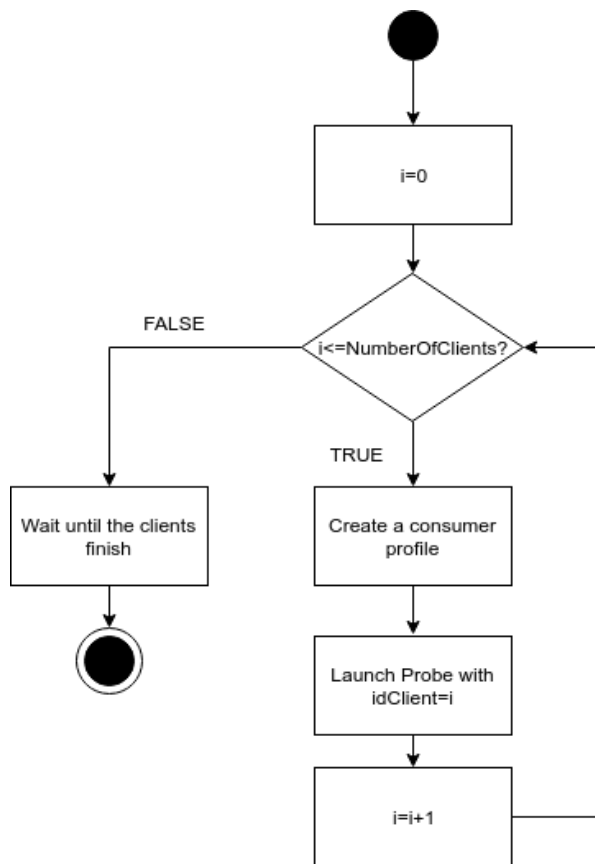 i=0
i<=NumberOfClients?
FALSE
TRUE
Wait until the clients
finish
Create a consumer
profile
Launch Probe with
idClient=i
i=i+1